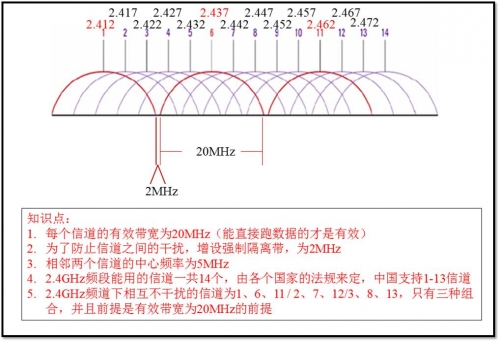 2.417 2.427 2.437 2.447 2.457 2.467
2.412 2.422 2.432 2.442 2.452 2.462 2.472
1 2 3 4 5 6 7 8 9 10 11 12 13 14
20MHz
2MHz
知识点:
1. 每个信道的有效带宽为20MHz(能直接跑数据的才是有效)
2. 为了防止信道之间的干扰,增设强制隔离带,为2MHz
3. 相邻两个信道的中心频率为5MHz
4. 2.4GHz频段能用的信道一共14个,由各个国家的法规来定,中国支持1-13信道
5. 2.4GHz频道下相互不干扰的信道为1、6、11 / 2、7、12/3、8、13,只有三种组
合,并且前提是有效带宽为20MHz的前提